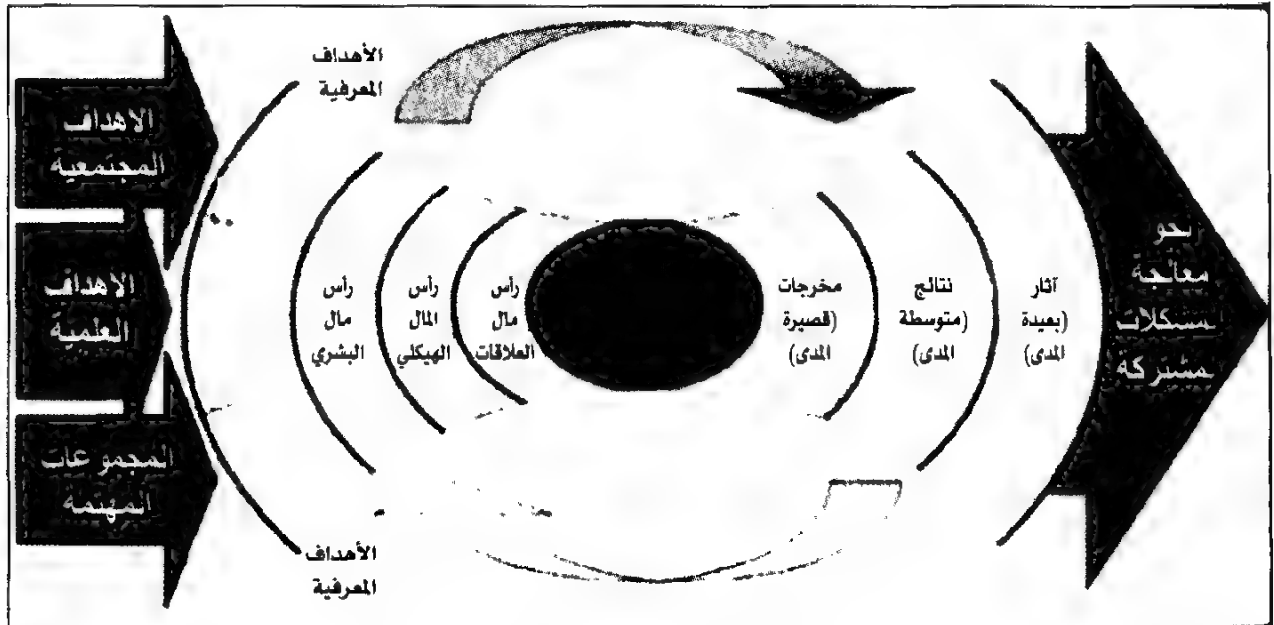 الأهداف
المعرفية
الاهداف
المجتمعية
الاهداف
العلمية
المجموعات
المهتمة
رأس
مال
البشري
رأس
المال
الهيكلي
رأس
مال
العلاقات
مخرجات
(قصيرة
المدى)
نتائج
(متوسطة
المدى)
آثار
(بعيدة
المدى)
نحو
معالجة
مشكلات
مشتركة
الأهداف
المعرفية